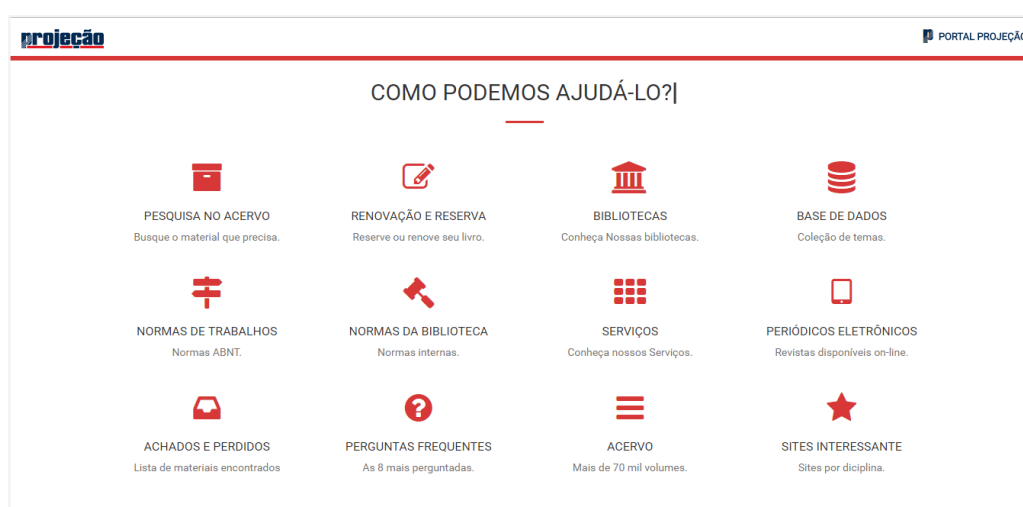 projeção
PORTAL PROJEÇÃO
COMO PODEMOS AJUDÁ-LO?|
PESQUISA NO ACERVO
Busque o material que precisa.
RENOVAÇÃO E RESERVA
Reserve ou renove seu livro.
BIBLIOTECAS
Conheça Nossas bibliotecas.
BASE DE DADOS
Coleção de temas.
NORMAS DE TRABALHOS
Normas ABNT.
NORMAS DA BIBLIOTECA
Normas internas.
SERVIÇOS
Conheça nossos Serviços.
PERIÓDICOS ELETRÔNICOS
Revistas disponíveis on-line.
ACHADOS E PERDIDOS
Lista de materiais encontrados
PERGUNTAS FREQUENTES
As 8 mais perguntadas.
ACERVO
Mais de 70 mil volumes.
SITES INTERESSANTE
Sites por diciplina.